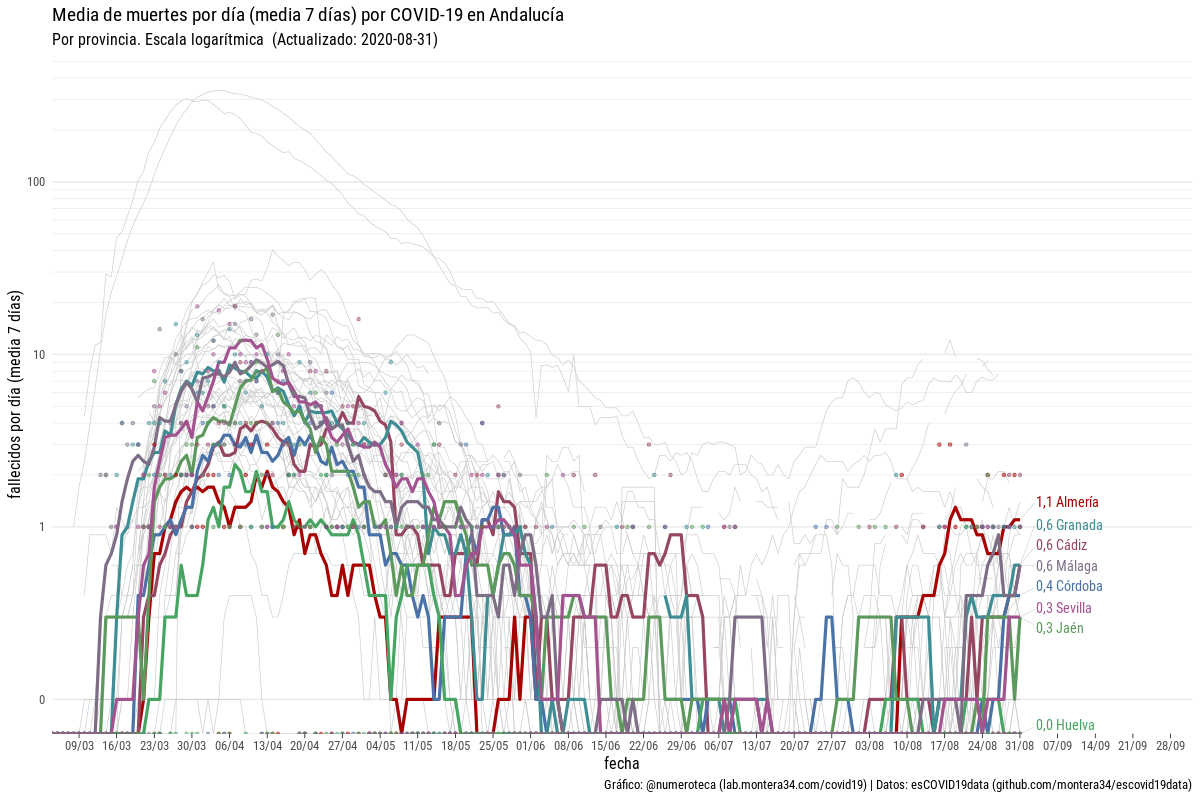 Media de muertes por día (media 7 días) por COVID-19 en Andalucía
Por provincia. Escala logarítmica (Actualizado: 2020-08-31)
fallecidos por día (media 7 días)
100
10
1
0
1,1 Almería
0,6 Granada
0,6 Cádiz
0,6 Málaga
0,4 Córdoba
0,3 Sevilla
0,3 Jaén
0,0 Huelva
09/03 16/03 23/03 30/03 06/04 13/04 20/04 27/04 04/05 11/05 18/05 25/05 01/06 08/06 15/06 22/06 29/06 06/07 13/07 20/07 27/07 03/08 10/08 17/08 24/08 31/08 07/09 14/09 21/09 28/09
fecha
Gráfico: @numeroteca (lab.montera34.com/covid19) | Datos: esCOVID19data (github.com/montera34/escovid19data)